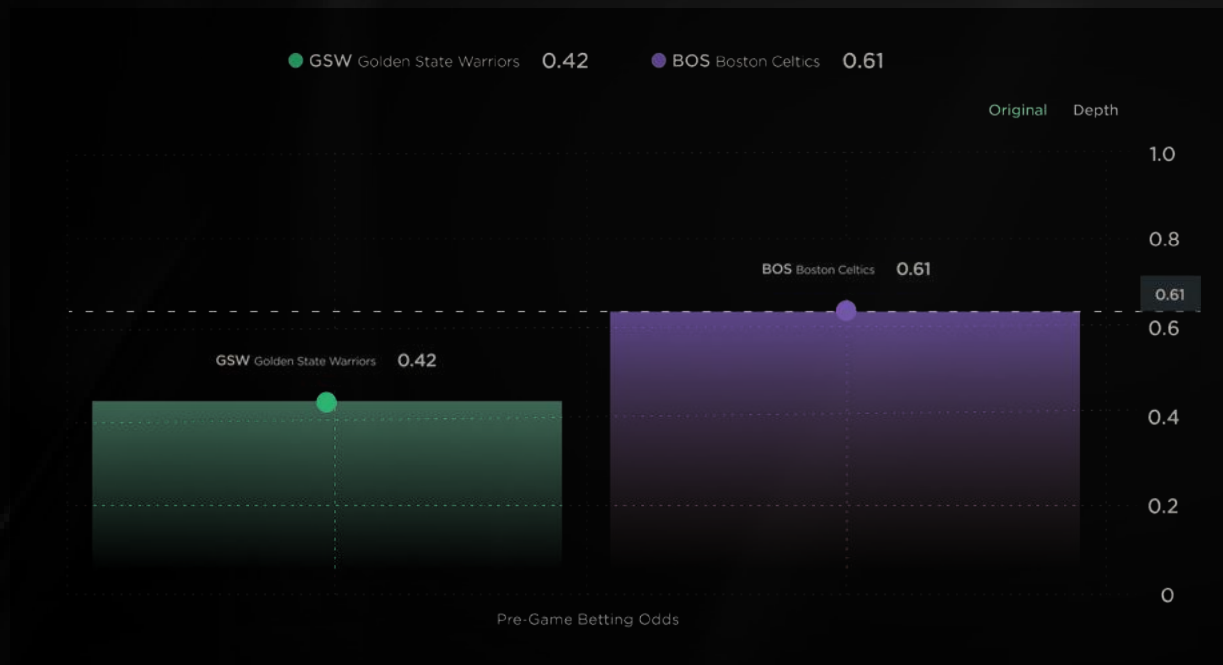 GSW Golden State Warriors 0.42 BOS Boston Celtics 0.61
Original Depth
1.0
0.8
BOS Boston Celtics 0.61
0.61
0.6
GSW Golden State Warriors 0.42
0.4
0.2
0
Pre-Game Betting Odds